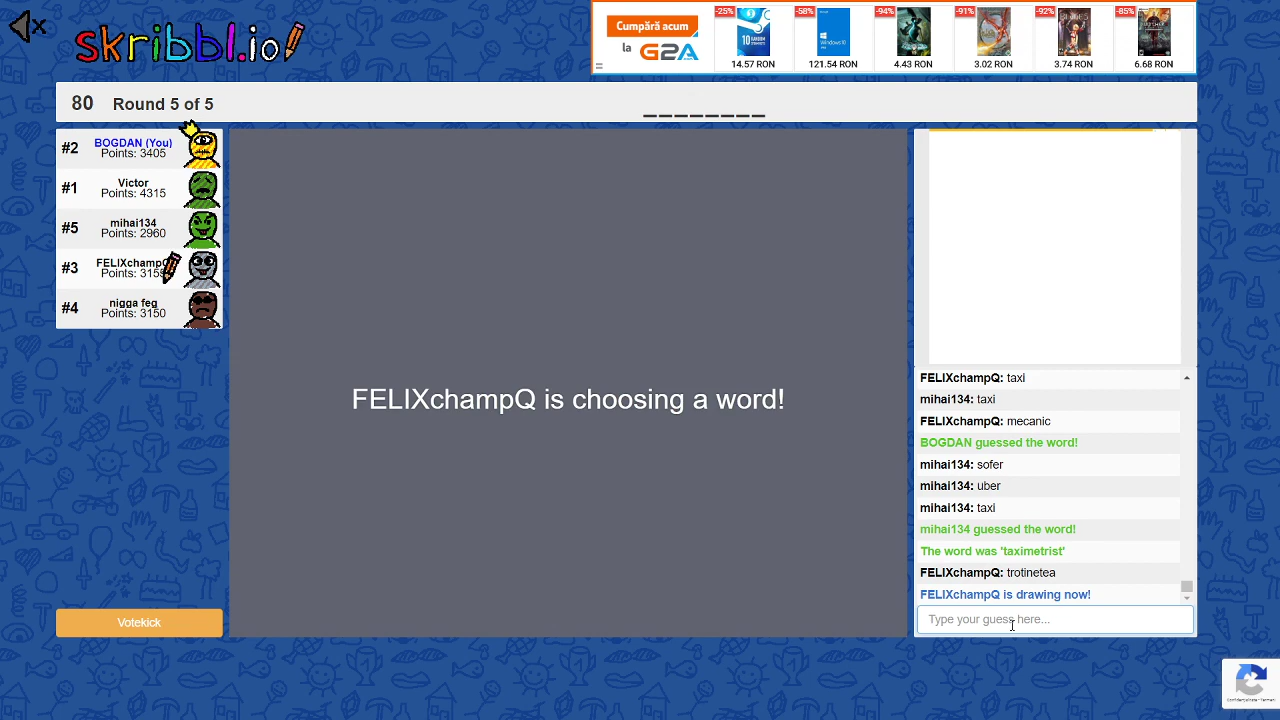 skribbl.io
Cumpără acum
la G2A
-25%
-58%
-94%
-91%
-92%
-85%
Windows 10
14.57 RON
121.54 RON
4.43 RON
3.02 RON
3.74 RON
6.68 RON
80
Round 5 of 5
#2
BOGDAN (You)
Points: 3405
#1
Victor
Points: 4315
#5
mihai134
Points: 2960
#3
FELIXchampQ
Points: 3155
#4
nigga feg
Points: 3150
FELIXchampQ is choosing a word!
FELIXchampQ: taxi
mihai134: taxi
FELIXchampQ: mecanic
BOGDAN guessed the word!
mihai134: sofer
mihai134: uber
mihai134: taxi
mihai134 guessed the word!
The word was 'taximetrist'
FELIXchampQ: trotinetea
FELIXchampQ is drawing now!
Type your guess here...
Votekick